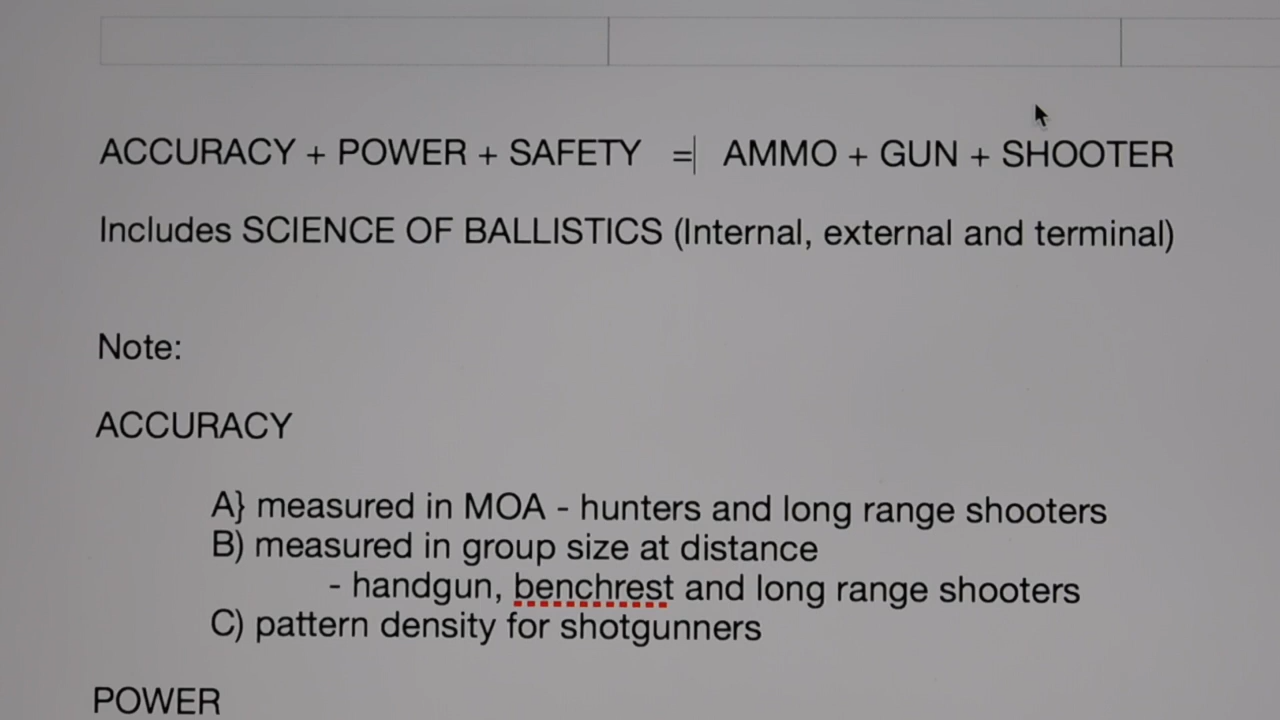 ACCURACY + POWER + SAFETY = AMMO + GUN + SHOOTER
Includes SCIENCE OF BALLISTICS (Internal, external and terminal)
Note:
ACCURACY
A} measured in MOA - hunters and long range shooters
B) measured in group size at distance
- handgun, benchrest and long range shooters
C) pattern density for shotgunners
POWER